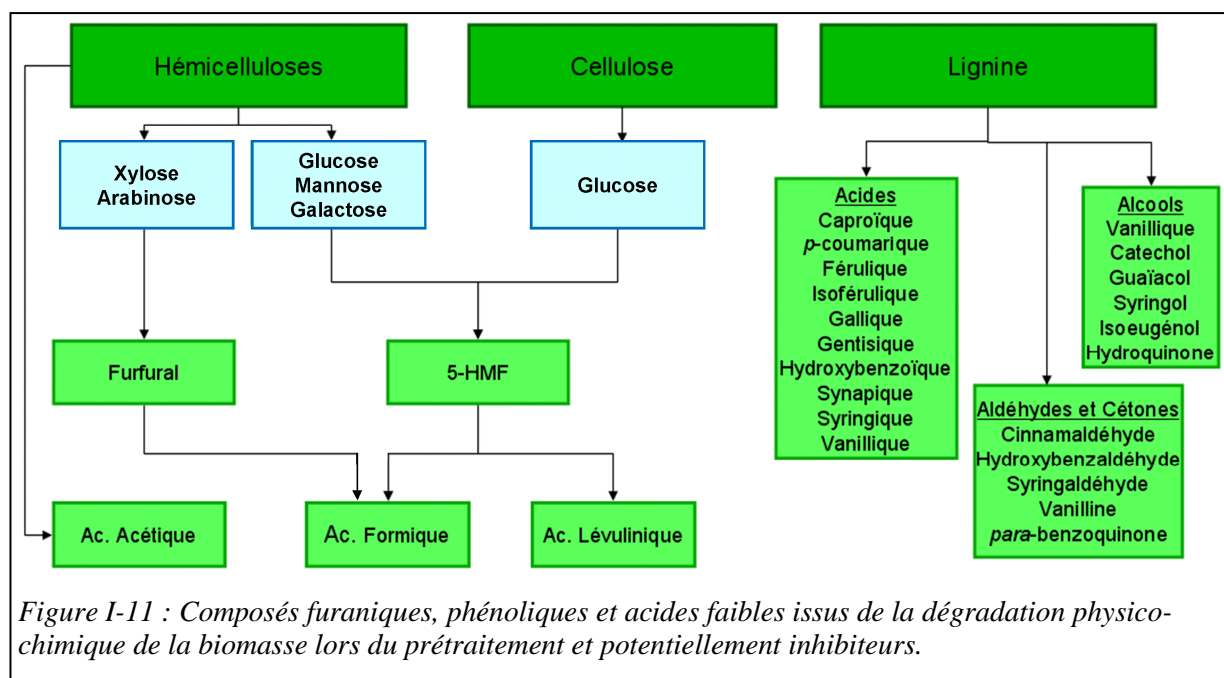 Hémicelluloses
Cellulose
Lignine
Xylose
Arabinose
Glucose
Mannose
Galactose
Glucose
Acides
Caproïque
p-coumarique
Férulique
Isoférulique
Gallique
Gentisique
Hydroxybenzoïque
Synapique
Syringique
Vanillique
Alcools
Vanillique
Catechol
Guaïacol
Syringol
Isoeugénol
Hydroquinone
Furfural
5-HMF
Aldéhydes et Cétones
Cinnamaldéhyde
Hydroxybenzaldéhyde
Syringaldéhyde
Vanilline
para-benzoquinone
Ac. Acétique
Ac. Formique
Ac. Lévulinique
Figure I-11 : Composés furaniques, phénoliques et acides faibles issus de la dégradation physico-
chimique de la biomasse lors du prétraitement et potentiellement inhibiteurs.